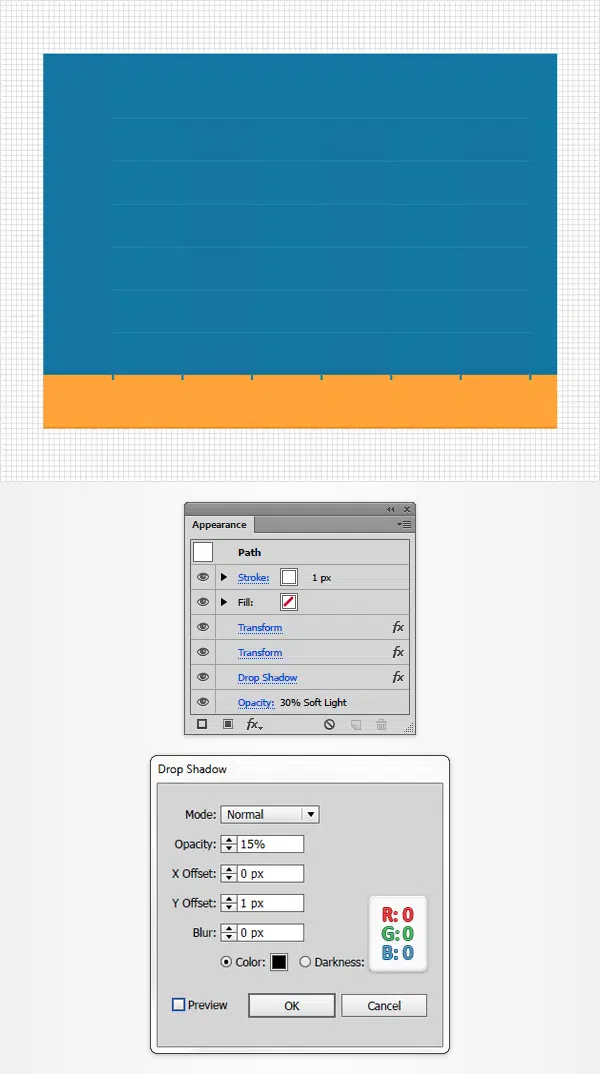 Appearance
Path
Stroke: 1 px
Fill:
Transform fx
Transform fx
Drop Shadow fx
Opacity: 30% Soft Light
fx
Drop Shadow
Mode: Normal
Opacity: 15%
X Offset: 0 px
Y Offset: 1 px
Blur: 0 px
Color: Darkness:
R: 0
G: 0
B: 0
Preview OK Cancel